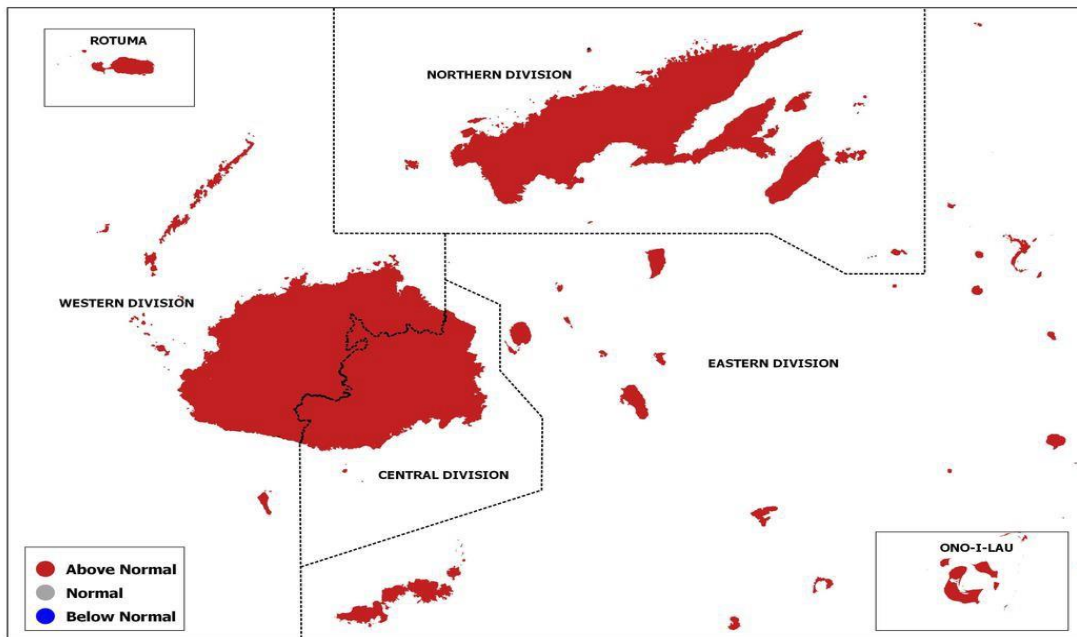 ROTUMA
NORTHERN DIVISION
WESTERN DIVISION
EASTERN DIVISION
CENTRAL DIVISION
ONO-I-LAU
Above Normal
Normal
Below Normal